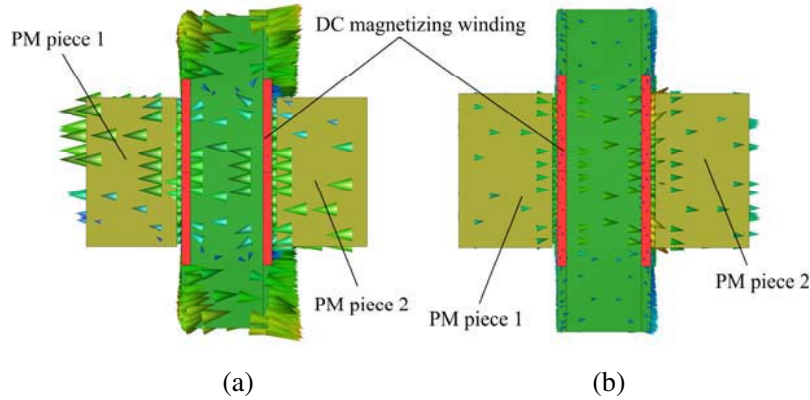 PM piece 1
DC magnetizing winding
PM piece 2
PM piece 1
PM piece 2
(a)
(b)